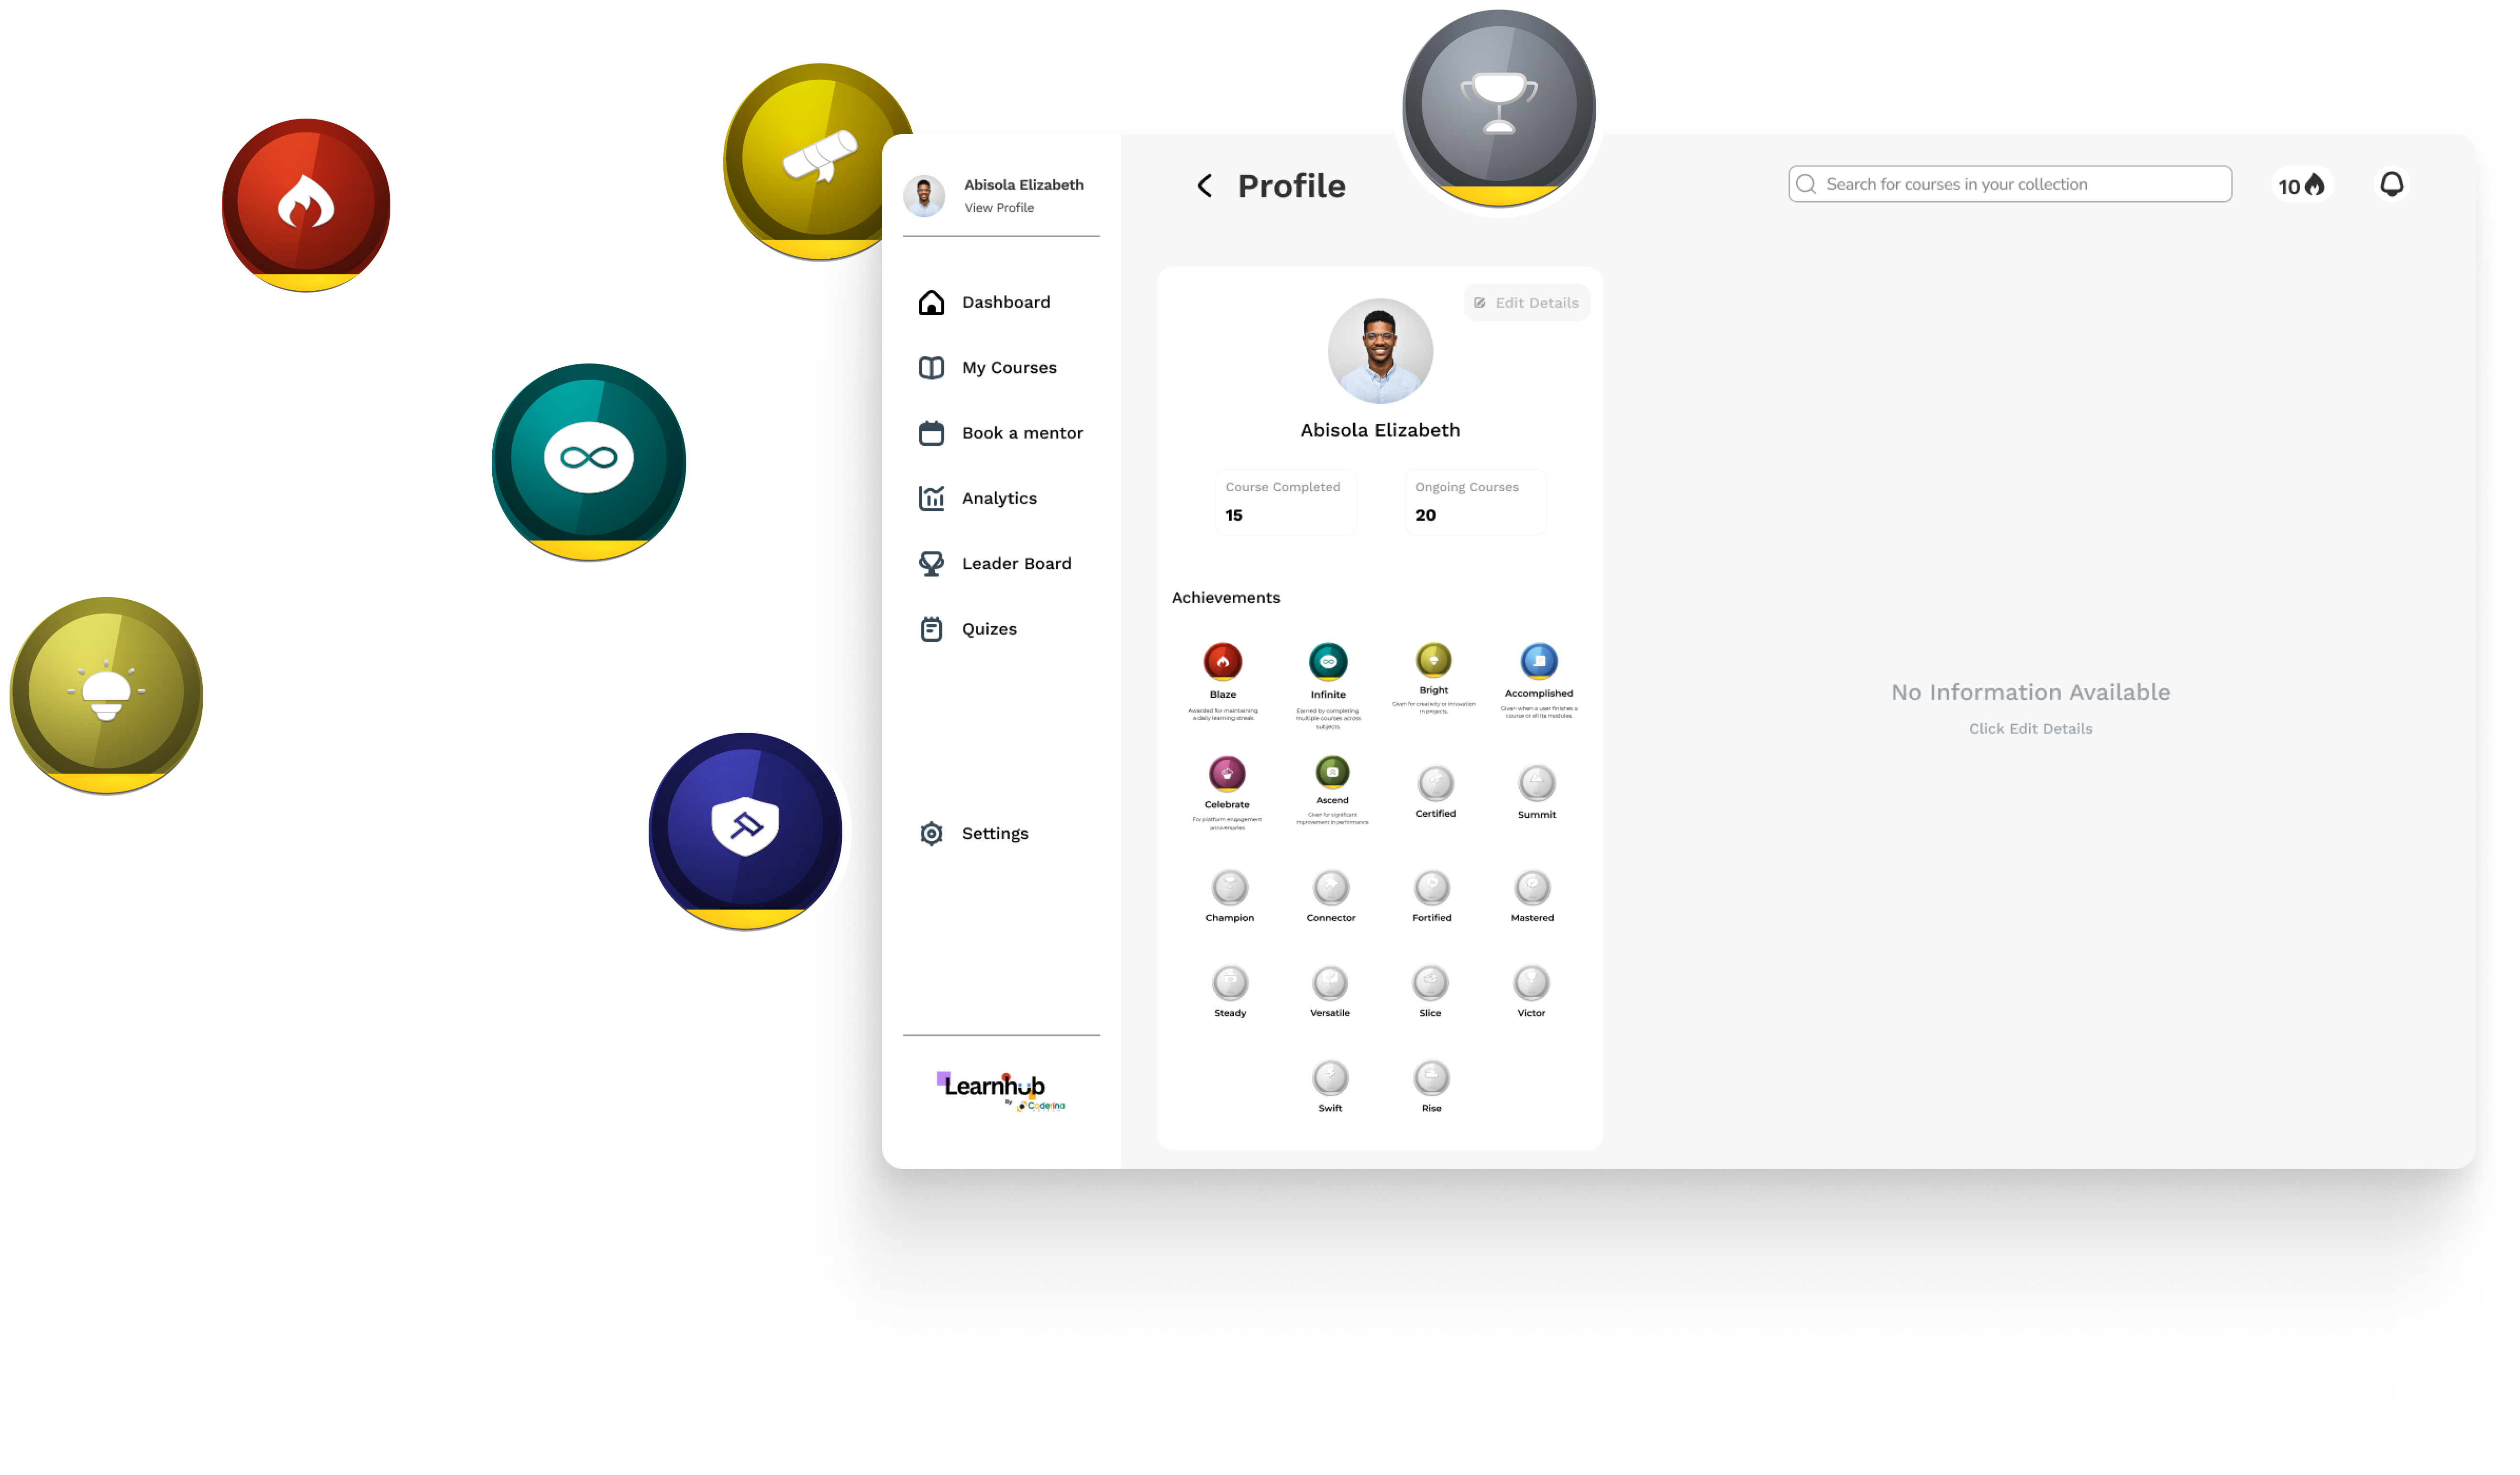 Abisola Elizabeth
View Profile
Dashboard
My Courses
Book a mentor
Analytics
Leader Board
Quizes
Settings
Learnhub
By Coderina
Profile
Search for courses in your collection
10
Edit Details
Abisola Elizabeth
Course Completed
15
Ongoing Courses
20
Achievements
Blaze
Awarded for maintaining
a daily learning streak.
Infinite
Earned by completing
multiple courses across
subjects.
Bright
Given for creativity or innovation
in projects.
Accomplished
Given when a user finishes a
course or all its modules.
Celebrate
For platform engagement
anniversaries
Ascend
Given for significant
improvement in performance.
Certified
Summit
Champion
Connector
Fortified
Mastered
Steady
Versatile
Slice
Victor
Swift
Rise
No Information Available
Click Edit Details